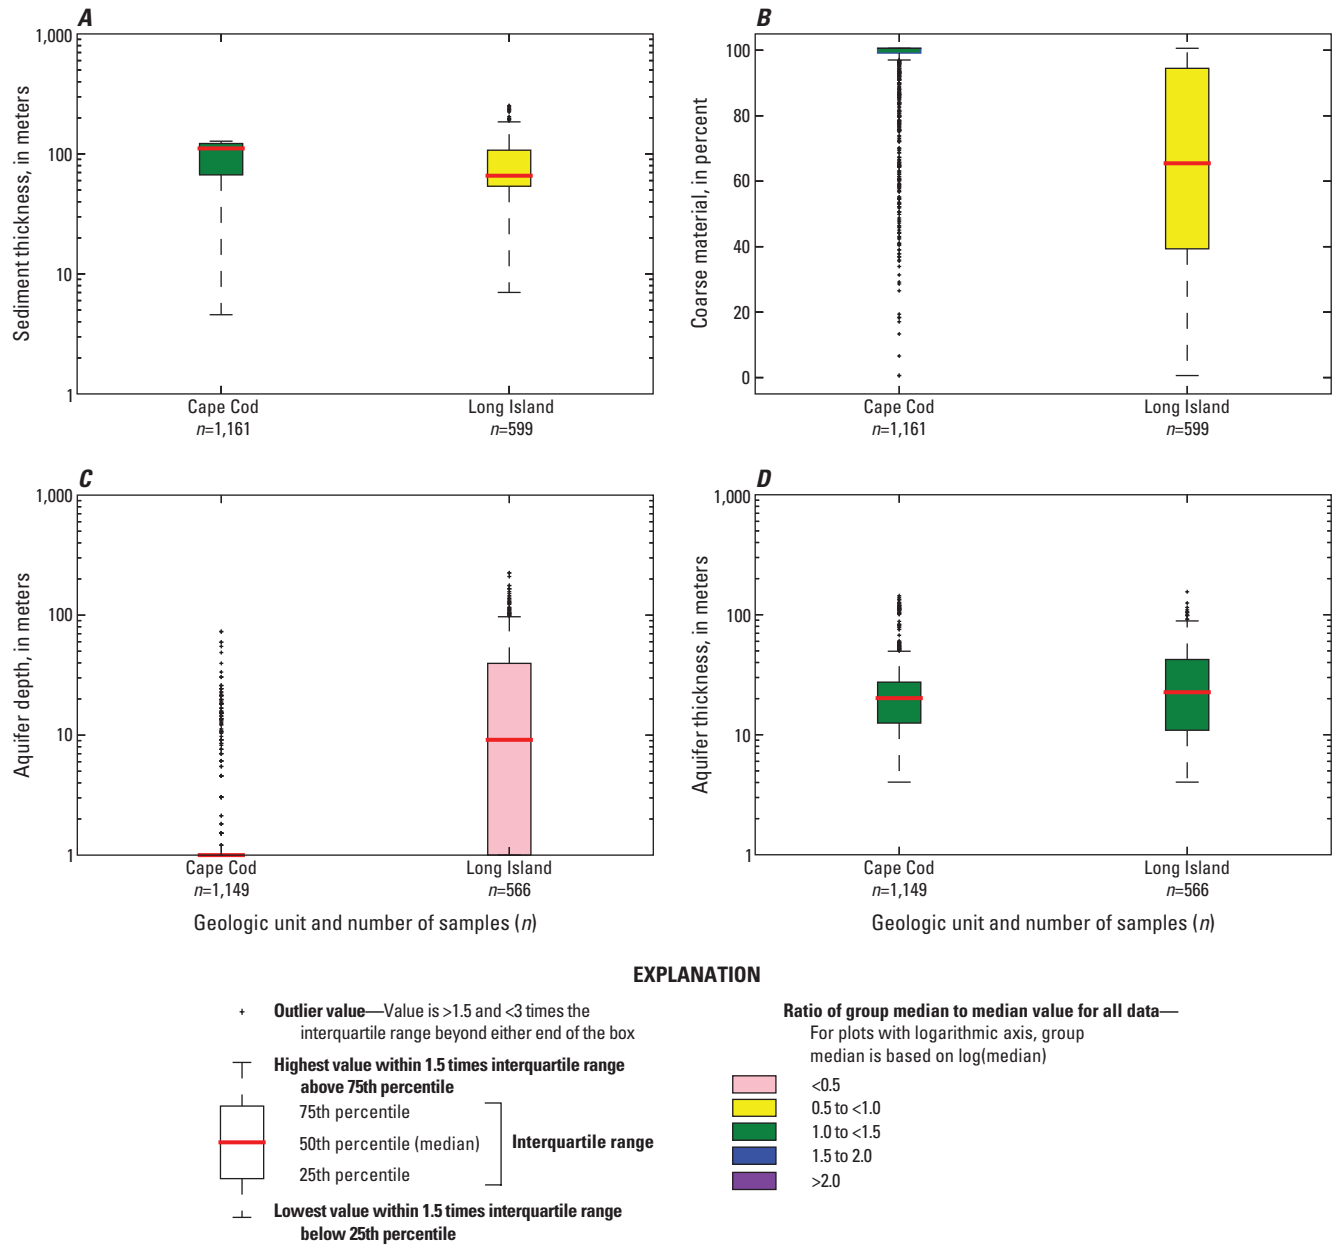 A
1,000
100
10
1
Sediment thickness, in meters
Cape Cod
n=1,161
Long Island
n=599
B
100
80
60
40
20
0
Coarse material, in percent
Cape Cod
n=1,161
Long Island
n=599
C
1,000
100
10
1
Aquifer depth, in meters
Cape Cod
n=1,149
Long Island
n=566
Geologic unit and number of samples (n)
D
1,000
100
10
1
Aquifer thickness, in meters
Cape Cod
n=1,149
Long Island
n=566
Geologic unit and number of samples (n)
EXPLANATION
Outlier value—Value is >1.5 and <3 times the
interquartile range beyond either end of the box
Highest value within 1.5 times interquartile range
above 75th percentile
75th percentile
50th percentile (median)
25th percentile
Interquartile range
Lowest value within 1.5 times interquartile range
below 25th percentile
Ratio of group median to median value for all data—
For plots with logarithmic axis, group
median is based on log(median)
<0.5
0.5 to <1.0
1.0 to <1.5
1.5 to 2.0
>2.0